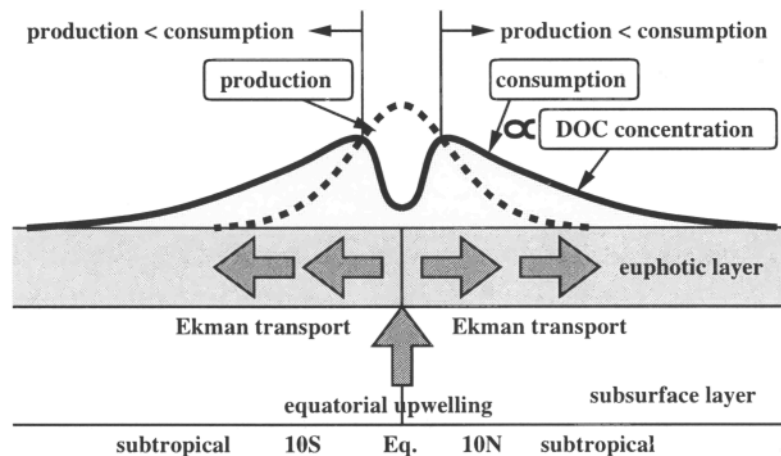 production < consumption
production < consumption
production
consumption
∝ DOC concentration
euphotic layer
Ekman transport
Ekman transport
equatorial upwelling
subsurface layer
subtropical 10S Eq. 10N subtropical